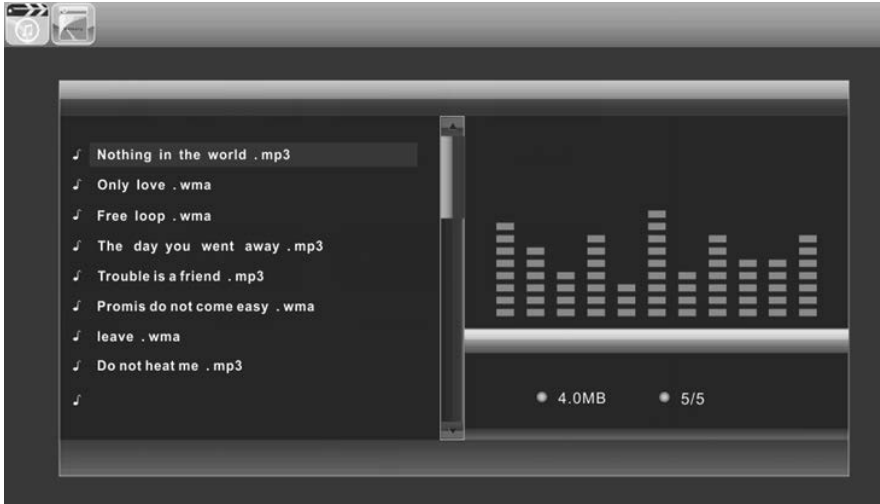 Nothing in the world .mp3
Only love .wma
Free loop .wma
The day you went away .mp3
Trouble is a friend .mp3
Promis do not come easy .wma
leave .wma
Do not heat me .mp3
4.0MB 5/5